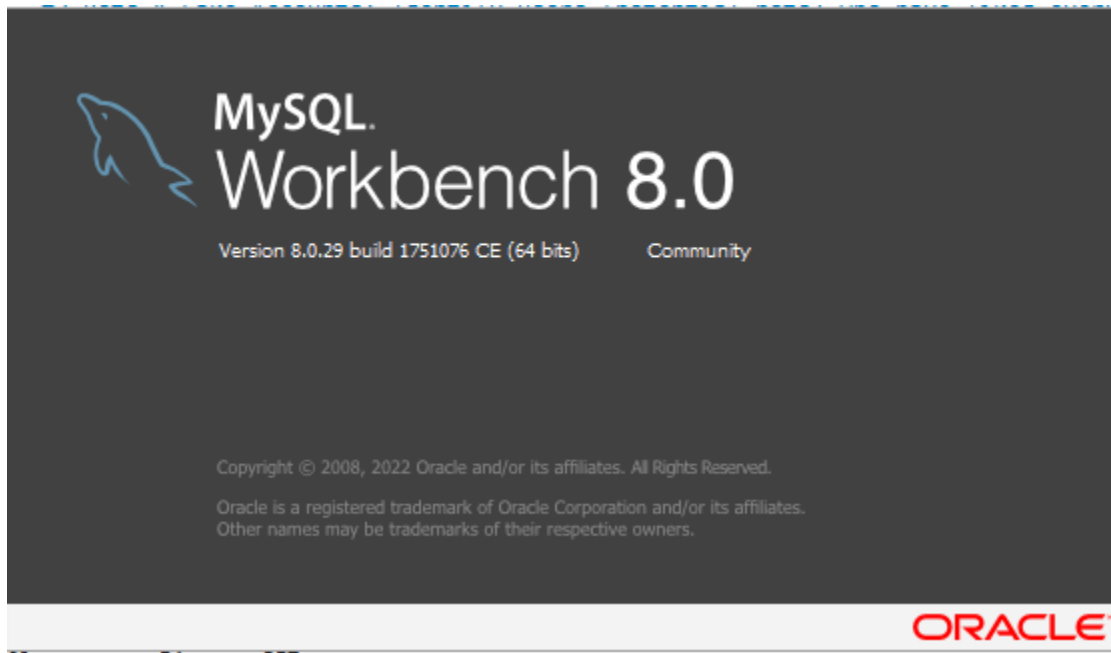 MySQL.
Workbench 8.0
Version 8.0.29 build 1751076 CE (64 bits) Community
Copyright © 2008, 2022 Oracle and/or its affiliates. All Rights Reserved.
Oracle is a registered trademark of Oracle Corporation and/or its affiliates.
Other names may be trademarks of their respective owners.
ORACLE